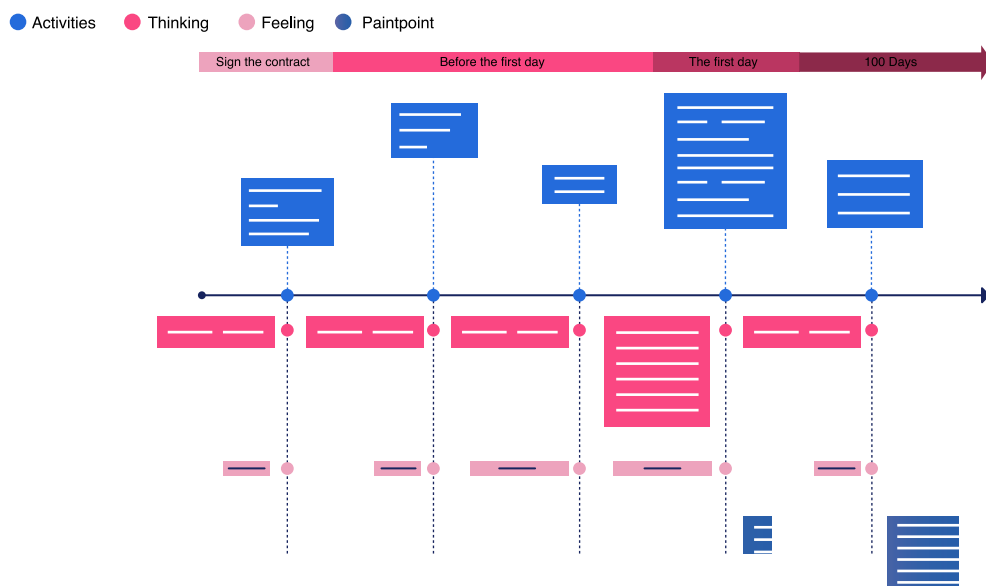 Activities
Thinking
Feeling
Paintpoint
Sign the contract
Before the first day
The first day
100 Days